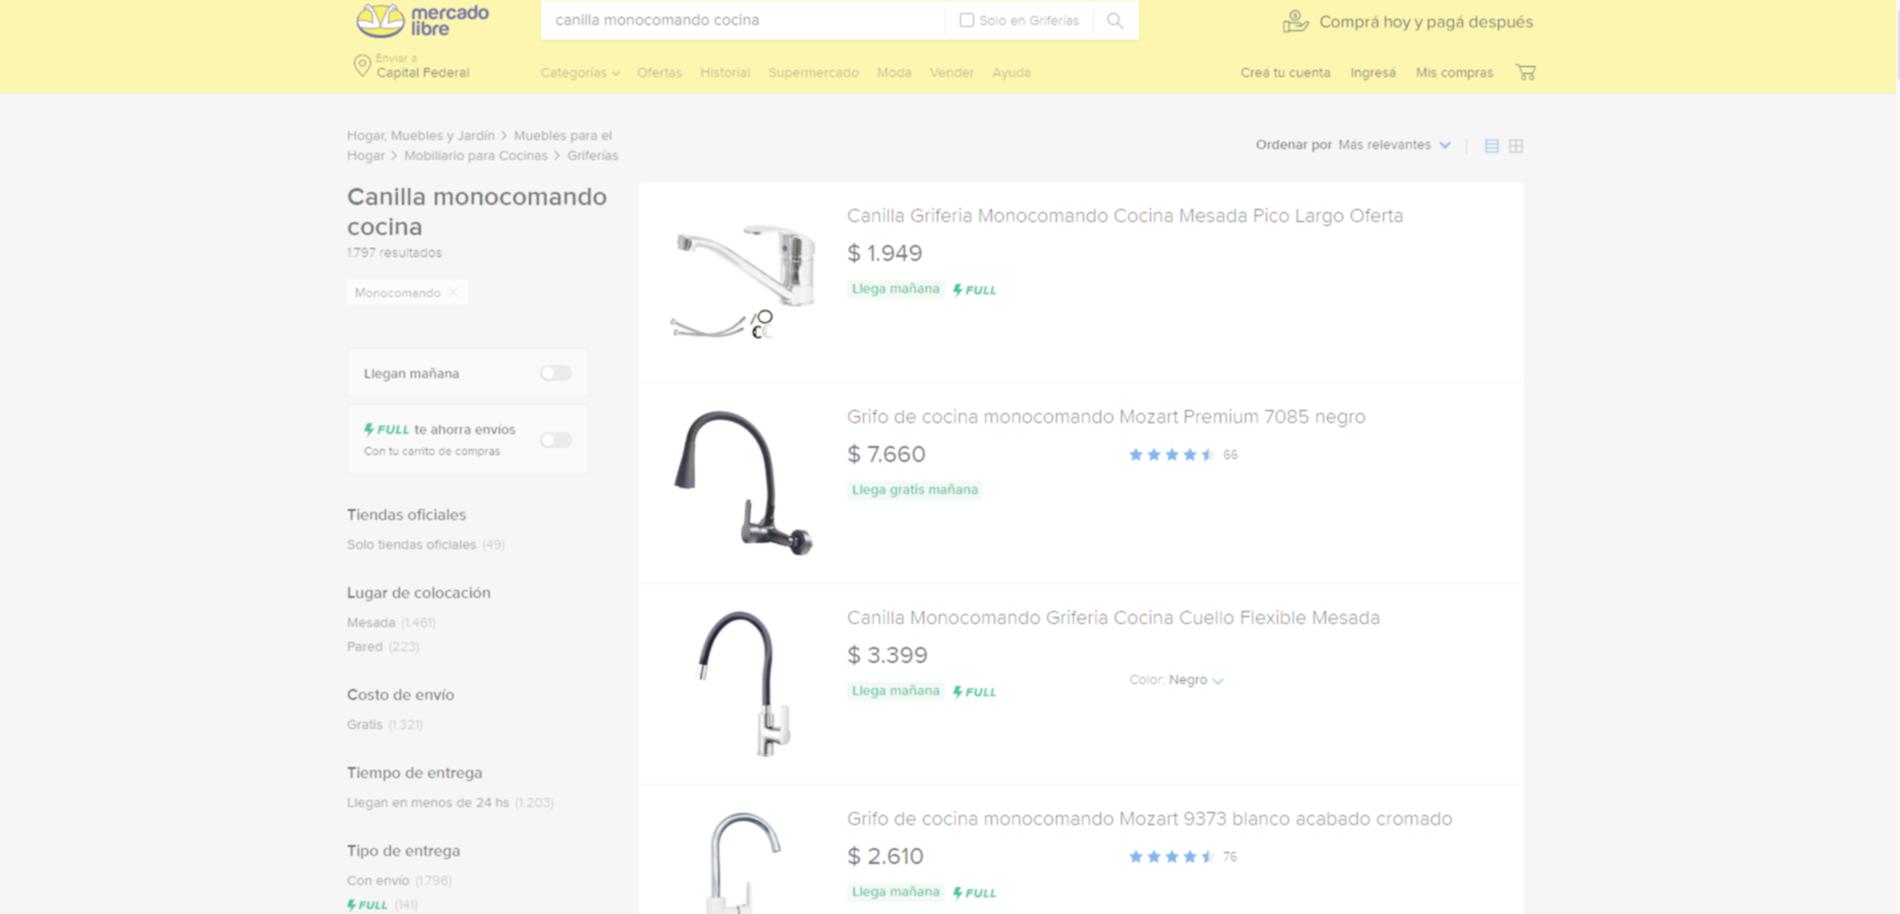 mercado
libre
canilla monocomando cocina
Solo en Griferías
Comprá hoy y pagá después
Enviar a
Capital Federal
Categorías
Ofertas
Historial
Supermercado
Moda
Vender
Ayuda
Creá tu cuenta
Ingresá
Mis compras
Hogar, Muebles y Jardín > Muebles para el
Hogar > Mobiliario para Cocinas > Griferías
Ordenar por Más relevantes
Canilla monocomando
cocina
1.797 resultados
Monocomando
Llegan mañana
FULL te ahorra envíos
Con tu carrito de compras
Tiendas oficiales
Solo tiendas oficiales (49)
Lugar de colocación
Mesada (1.461)
Pared (223)
Costo de envío
Gratis (1.321)
Tiempo de entrega
Llegan en menos de 24 hs (1.203)
Tipo de entrega
Con envío (1.796)
FULL (141)
Canilla Griferia Monocomando Cocina Mesada Pico Largo Oferta
$ 1.949
Llega mañana FULL
Grifo de cocina monocomando Mozart Premium 7085 negro
$ 7.660
66
Llega gratis mañana
Canilla Monocomando Griferia Cocina Cuello Flexible Mesada
$ 3.399
Color: Negro
Llega mañana FULL
Grifo de cocina monocomando Mozart 9373 blanco acabado cromado
$ 2.610
76
Llega mañana FULL